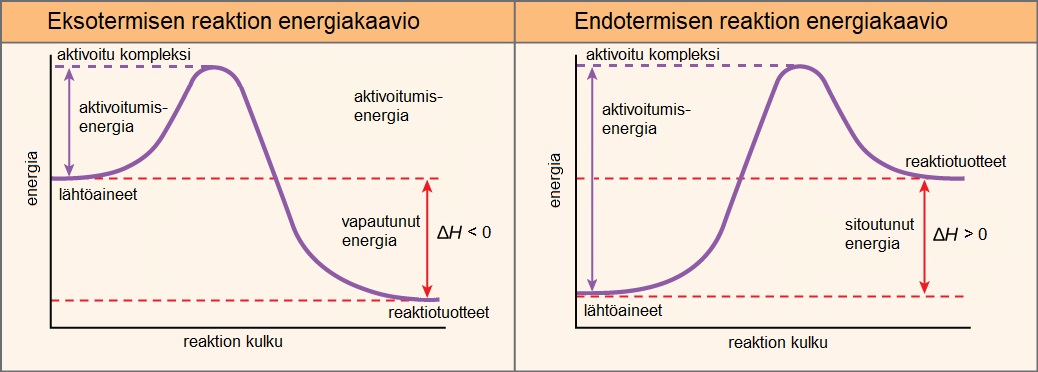 Eksotermisen reaktion energiakaavio
aktivoitu kompleksi
aktivoitumis-
energia
aktivoitumis-
energia
energia
lähtöaineet
vapautunut
energia
ΔH < 0
reaktiotuotteet
reaktion kulku
Endotermisen reaktion energiakaavio
aktivoitu kompleksi
aktivoitumis-
energia
reaktiotuotteet
energia
sitoutunut
energia
ΔH > 0
lähtöaineet
reaktion kulku